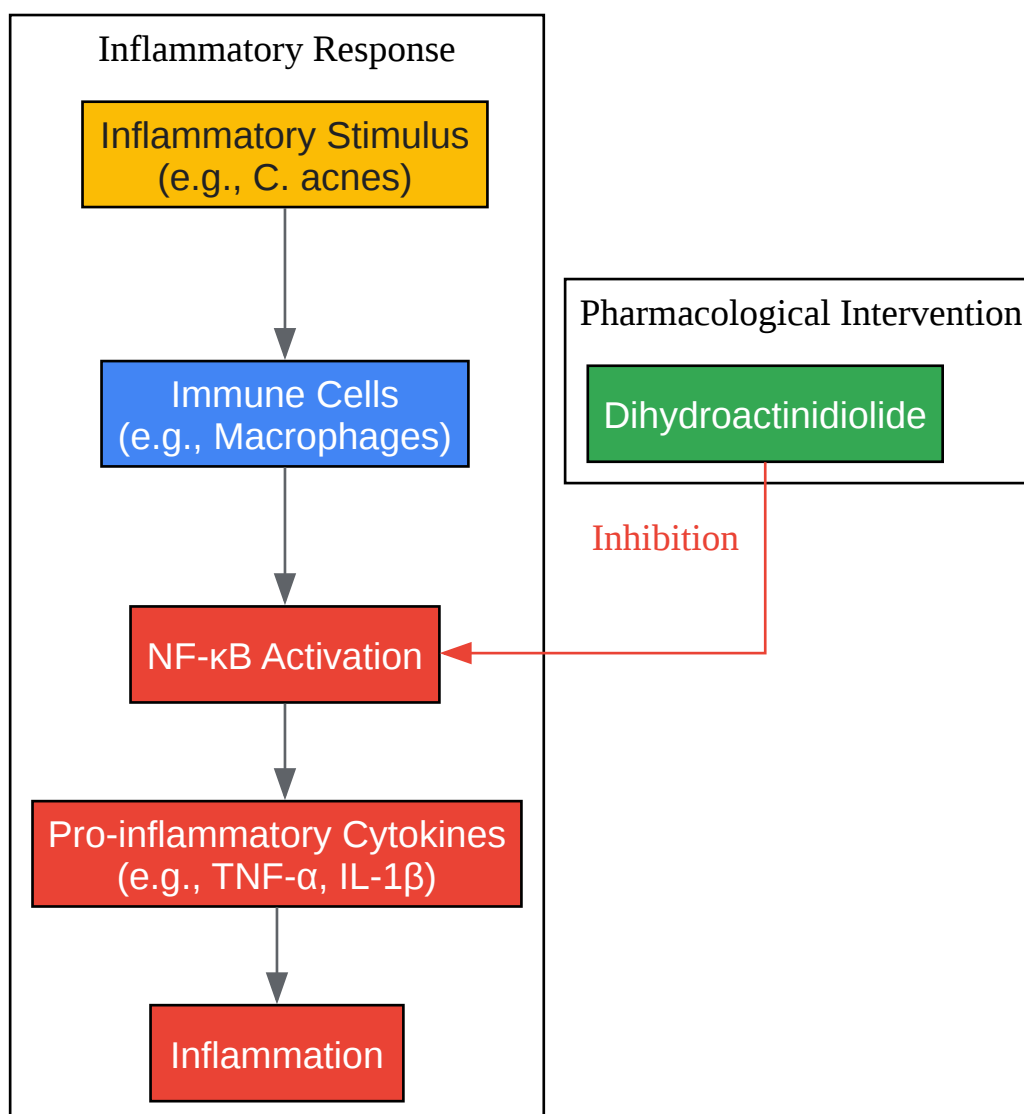 Inflammatory Response
Inflammatory Stimulus
(e.g., C. acnes)
Pharmacological Intervention
Immune Cells
(e.g., Macrophages)
Dihydroactinidiolide
Inhibition
NF-κB Activation
Pro-inflammatory Cytokines
(e.g., TNF-α, IL-1β)
Inflammation